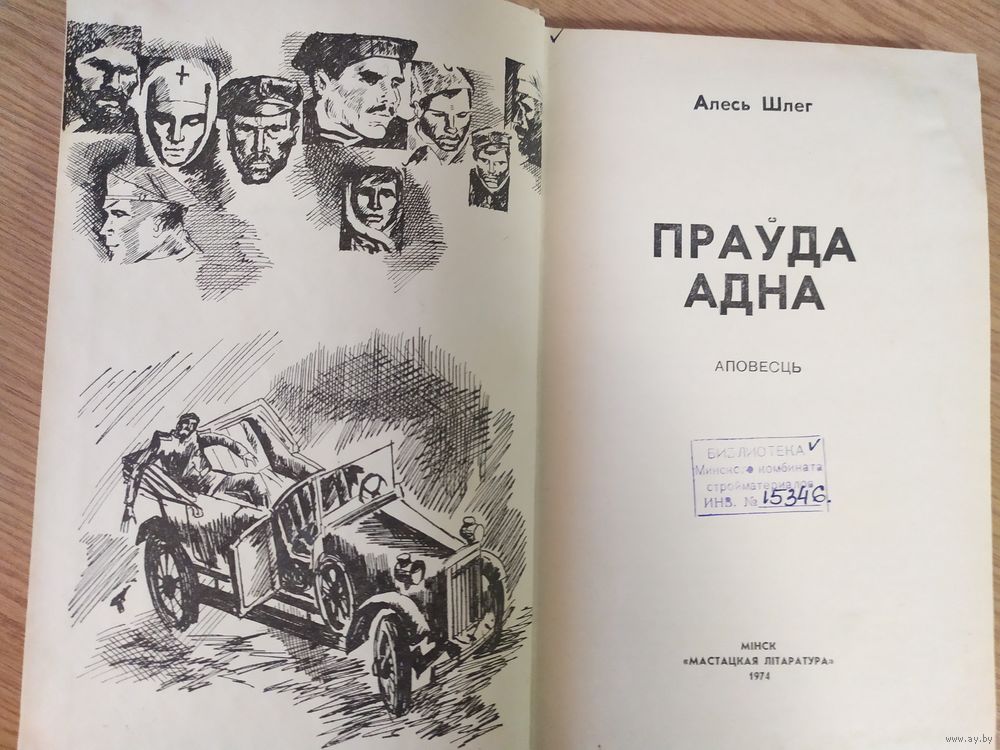 Алесь Шлег
ПРАЎДА
АДНА
АПОВЕСЦЬ
БИБЛИОТЕКА
Минского комбината
стройматериалов
ИНВ. № 15346.
МІНСК
«МАСТАЦКАЯ ЛІТАРАТУРА»
1974
www.ay.by